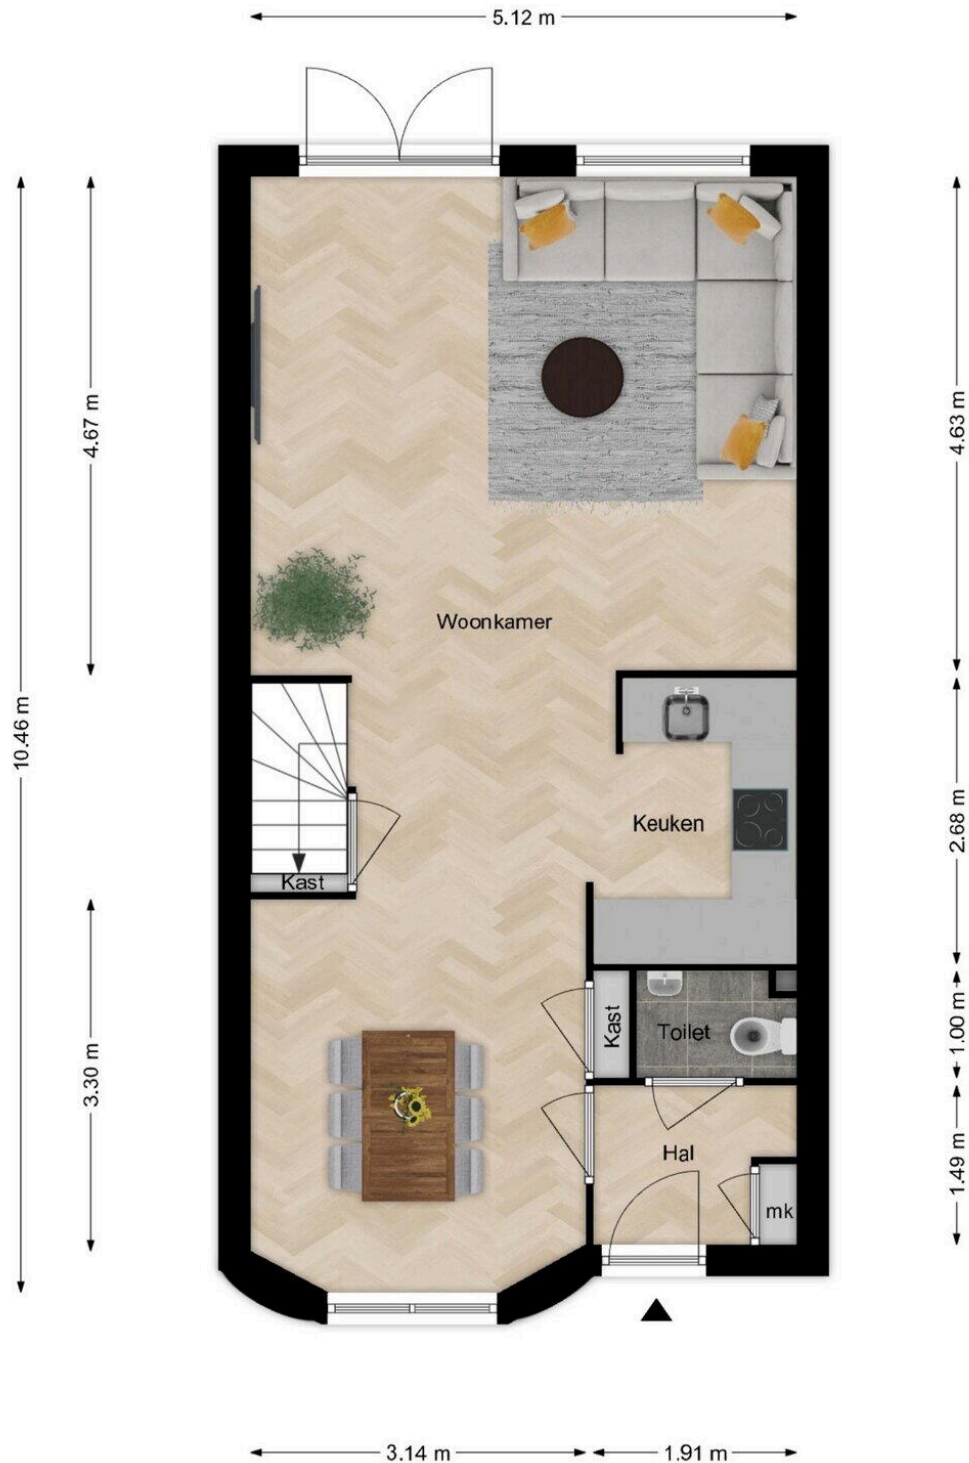 5.12 m
4.67 m
4.63 m
Woonkamer
10.46 m
Keuken
2.68 m
Kast
Kast
Toilet
1.00 m
3.30 m
Hal
1.49 m
mk
3.14 m
1.91 m